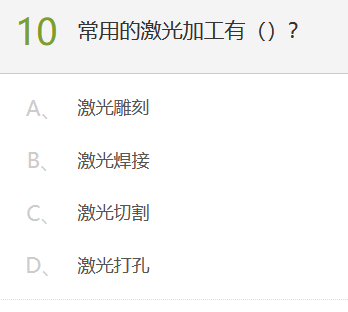 10 常用的激光加工有（）？
A、 激光雕刻
B、 激光焊接
C、 激光切割
D、 激光打孔